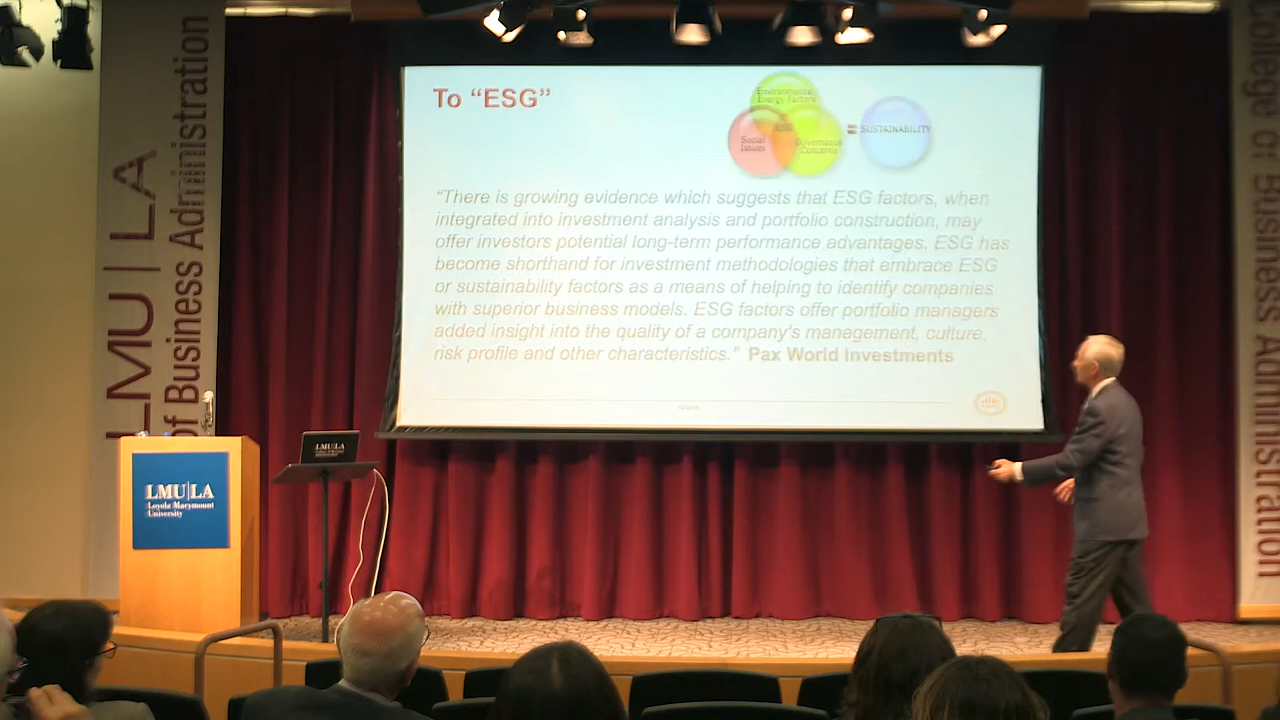 LMU | LA
of Business Administration
To “ESG”
Environmental
Energy Factors
Social
Issues
Governance
Concerns
=
SUSTAINABILITY
“There is growing evidence which suggests that ESG factors, when
integrated into investment analysis and portfolio construction, may
offer investors potential long-term performance advantages. ESG has
become shorthand for investment methodologies that embrace ESG
or sustainability factors as a means of helping to identify companies
with superior business models. ESG factors offer portfolio managers
added insight into the quality of a company's management, culture,
risk profile and other characteristics.” Pax World Investments
College of Business Administration
LMU|LA
LMU|LA
Loyola Marymount
University